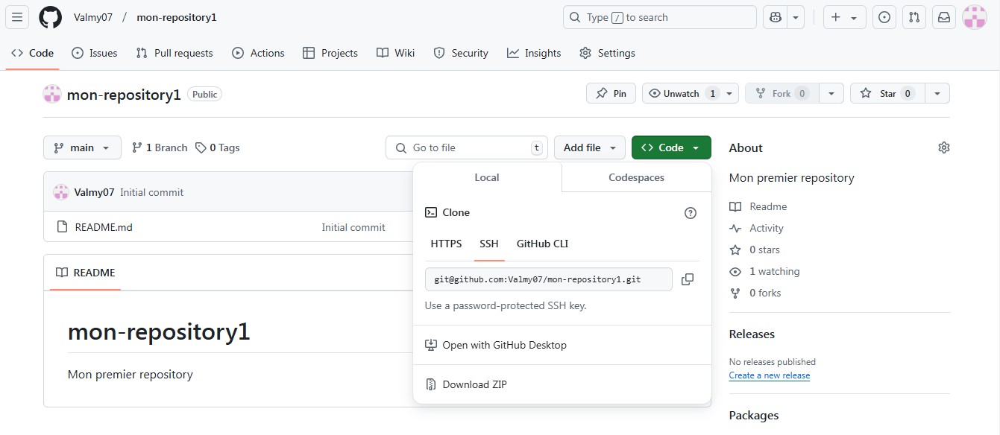 Valmy07 / mon-repository1
Type / to search
Code Issues Pull requests Actions Projects Wiki Security Insights Settings
mon-repository1 Public
Pin Unwatch 1 Fork 0 Star 0
main 1 Branch 0 Tags
Go to file t Add file Code
Valmy07 Initial commit
README.md Initial commit
README
mon-repository1
Mon premier repository
Local Codespaces
Clone
HTTPS SSH GitHub CLI
git@github.com:Valmy07/mon-repository1.git
Use a password-protected SSH key.
Open with GitHub Desktop
Download ZIP
About
Mon premier repository
Readme
Activity
0 stars
1 watching
0 forks
Releases
No releases published
Create a new release
Packages